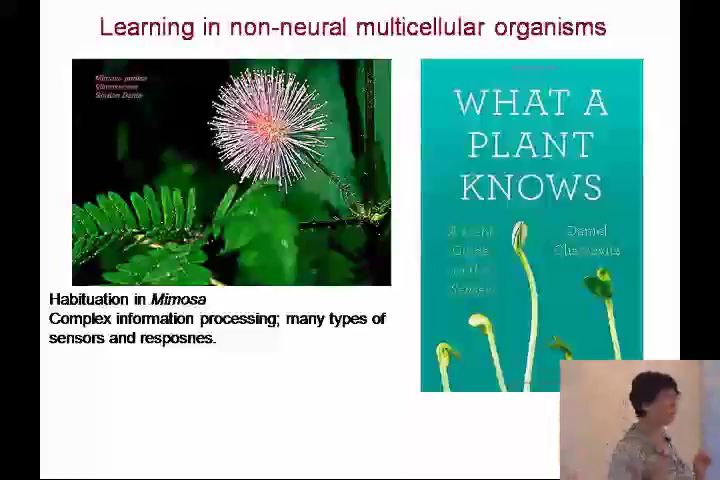 Learning in non-neural multicellular organisms
WHAT A
PLANT
KNOWS
Daniel
Habituation in Mimosa
Complex information processing; many types of
sensors and resposnes.